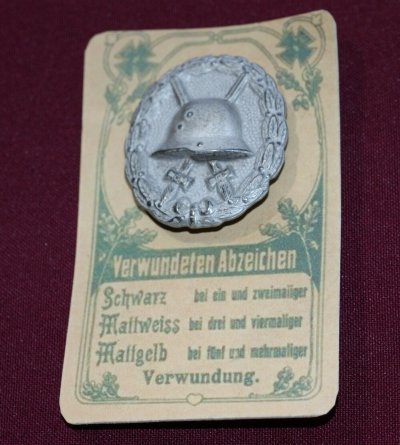 Verwundeten Abzeichen
Schwarz bei ein und zweimaliger
Mattweiss bei drei und viermaliger
Mattgelb bei fünf und mehrmaliger
Verwundung.